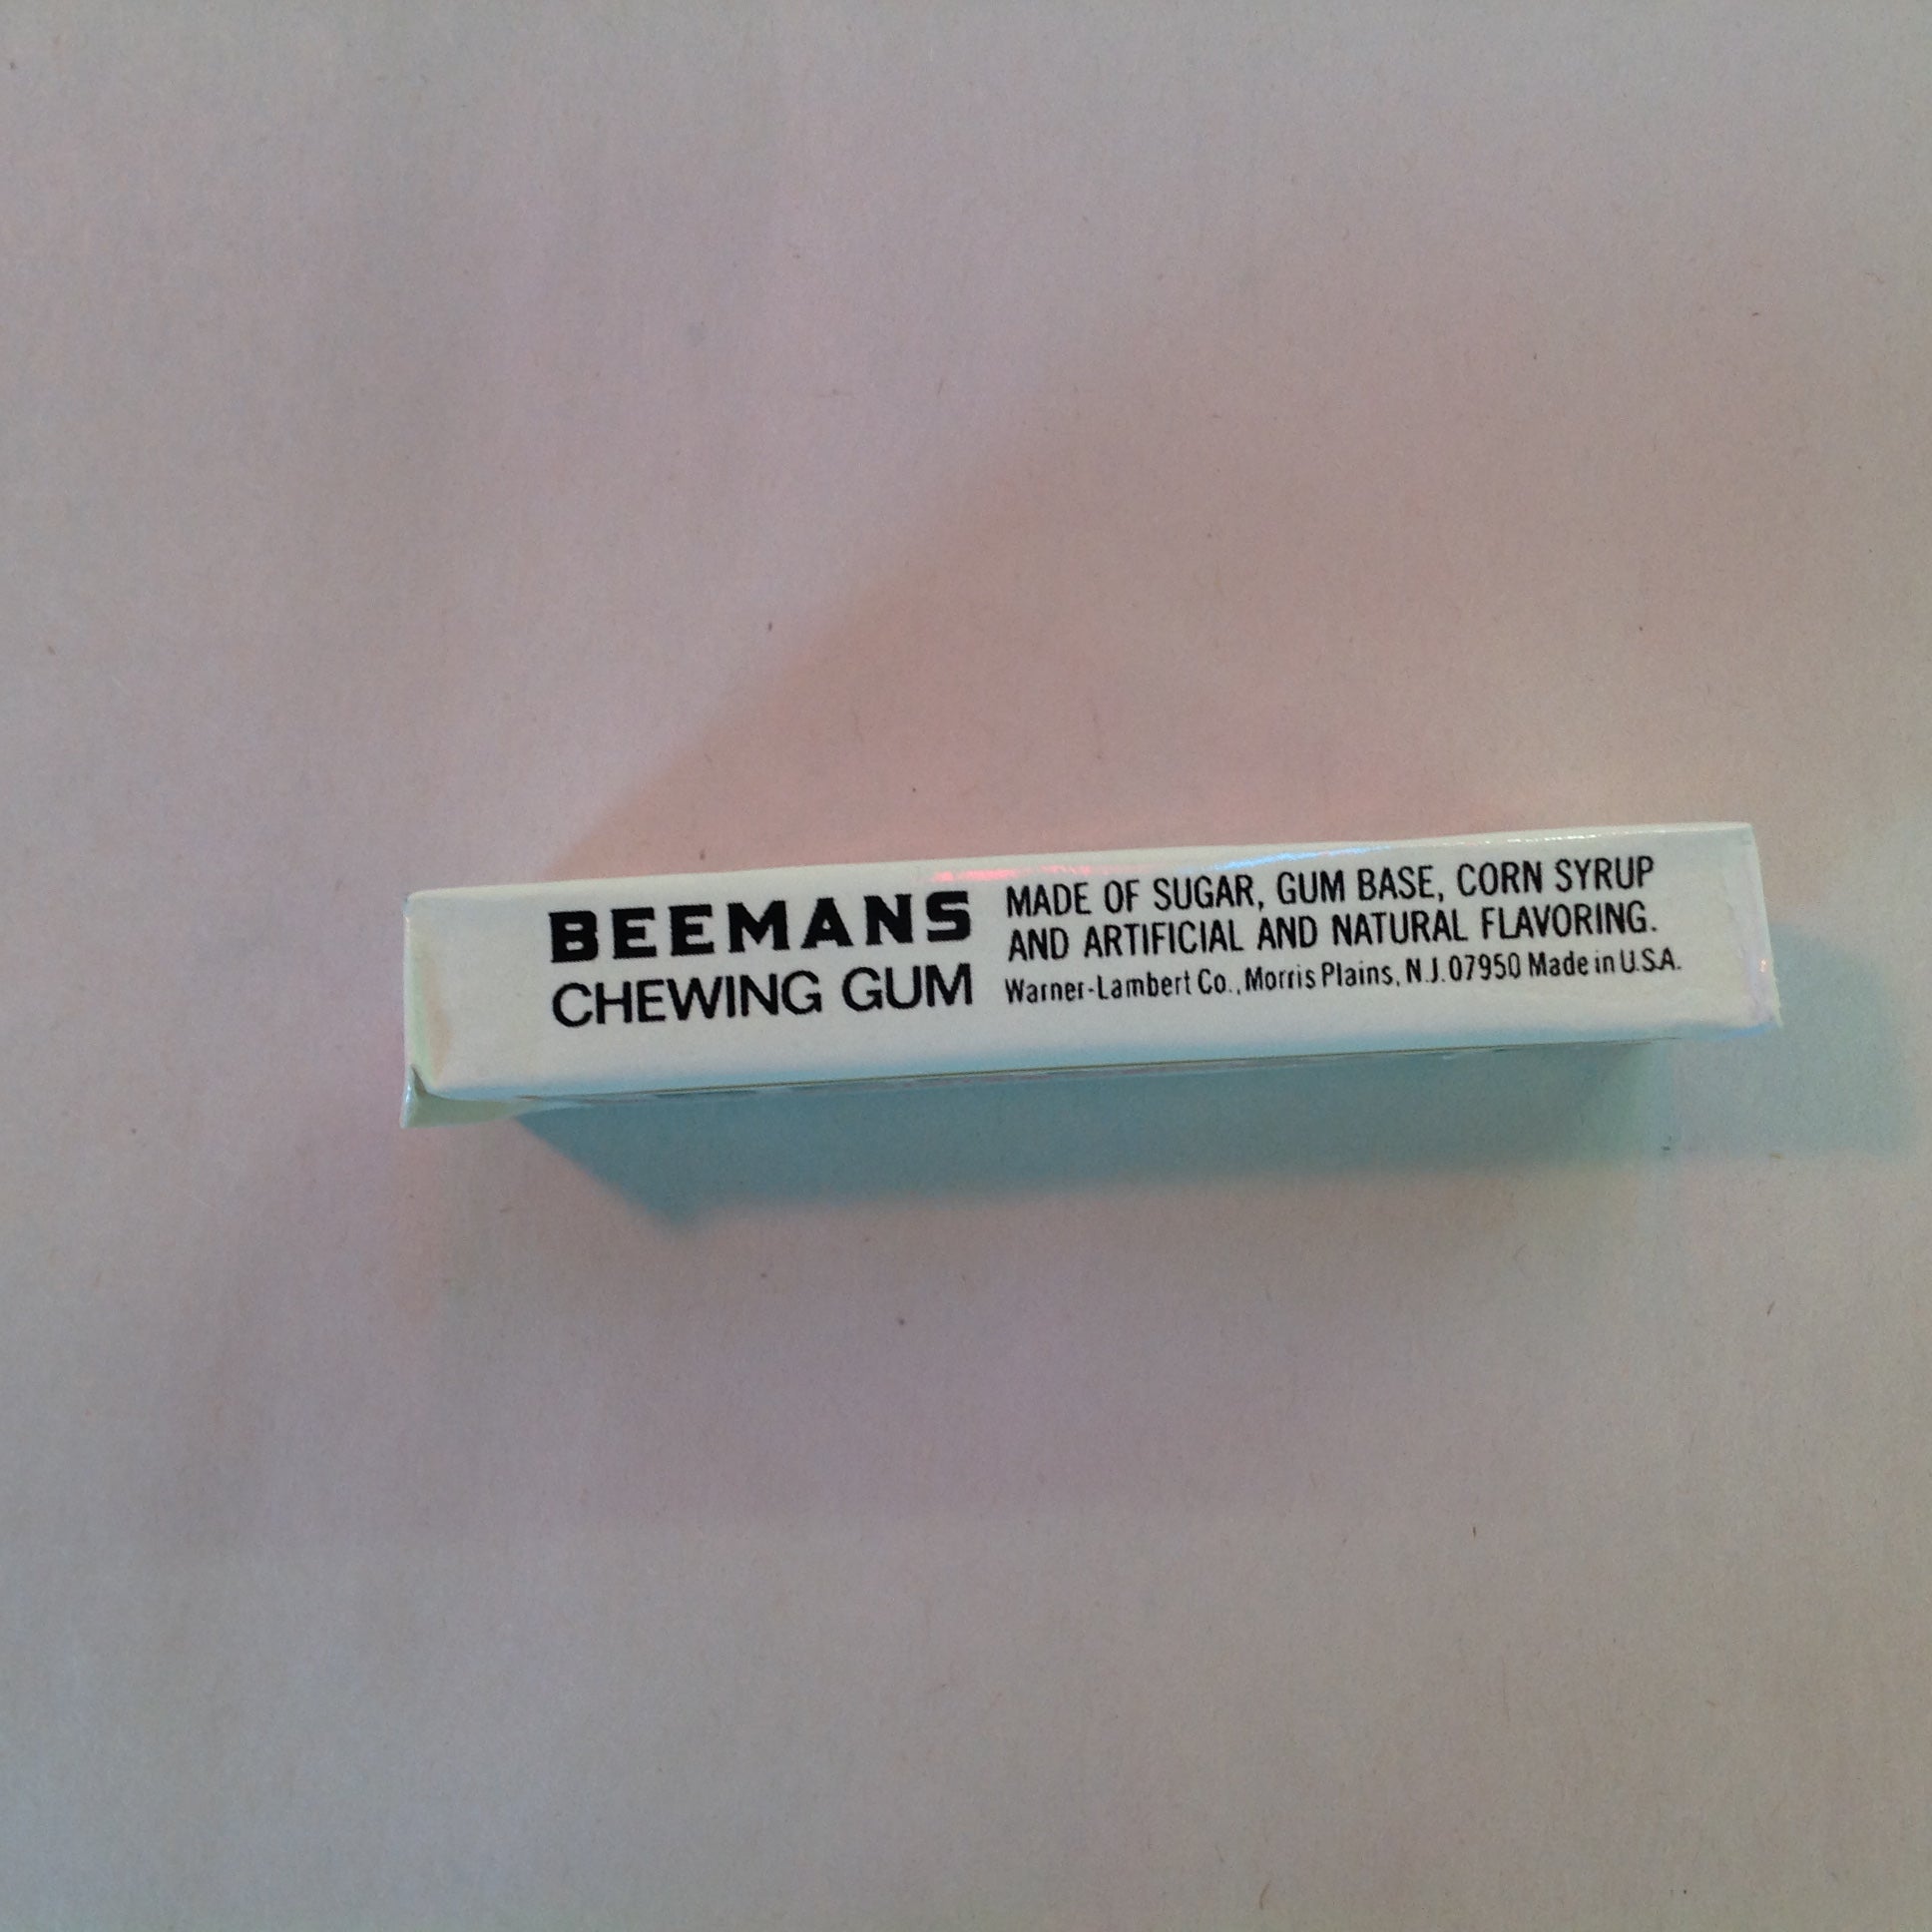 BEEMANS
CHEWING GUM
MADE OF SUGAR, GUM BASE, CORN SYRUP
AND ARTIFICIAL AND NATURAL FLAVORING.
Warner-Lambert Co., Morris Plains, N.J. 07950 Made in U.S.A.